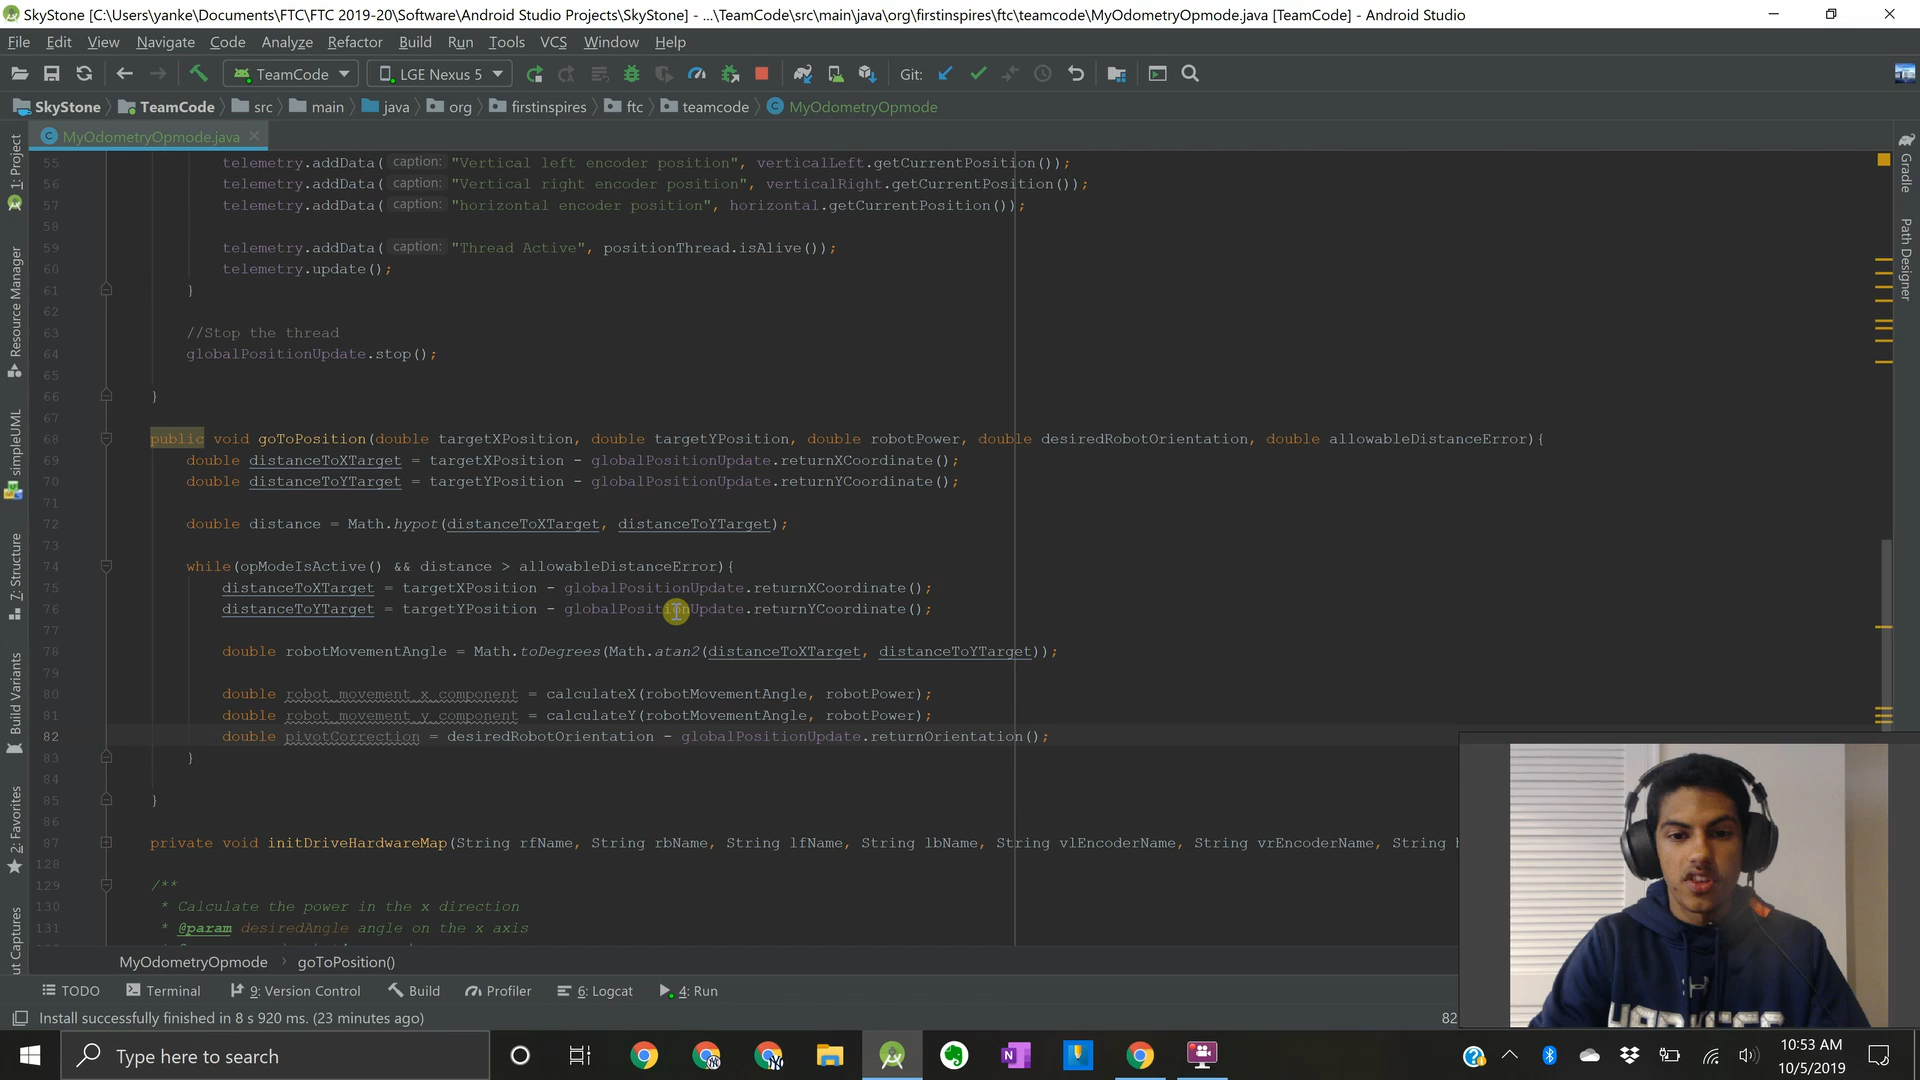 SkyStone [C:\Users\yanke\Documents\FTC\FTC 2019-20\Software\Android Studio Projects\SkyStone] - ...\TeamCode\src\main\java\org\firstinspires\ftc\teamcode\MyOdometryOpmode.java [TeamCode] - Android Studio
File Edit View Navigate Code Analyze Refactor Build Run Tools VCS Window Help
TeamCode LGE Nexus 5 Git:
SkyStone TeamCode src main java org firstinspires ftc teamcode MyOdometryOpmode
MyOdometryOpmode.java
1: Project
Resource Manager
simpleUML
7: Structure
Build Variants
2: Favorites
ut Captures
55 telemetry.addData( caption: "Vertical left encoder position", verticalLeft.getCurrentPosition());
56 telemetry.addData( caption: "Vertical right encoder position", verticalRight.getCurrentPosition());
57 telemetry.addData( caption: "horizontal encoder position", horizontal.getCurrentPosition());
58
59 telemetry.addData( caption: "Thread Active", positionThread.isAlive());
60 telemetry.update();
61 }
62
63 //Stop the thread
64 globalPositionUpdate.stop();
65
66 }
67
68 public void goToPosition(double targetXPosition, double targetYPosition, double robotPower, double desiredRobotOrientation, double allowableDistanceError){
69 double distanceToXTarget = targetXPosition - globalPositionUpdate.returnXCoordinate();
70 double distanceToYTarget = targetYPosition - globalPositionUpdate.returnYCoordinate();
71
72 double distance = Math.hypot(distanceToXTarget, distanceToYTarget);
73
74 while(opModeIsActive() && distance > allowableDistanceError){
75 distanceToXTarget = targetXPosition - globalPositionUpdate.returnXCoordinate();
76 distanceToYTarget = targetYPosition - globalPositionUpdate.returnYCoordinate();
77
78 double robotMovementAngle = Math.toDegrees(Math.atan2(distanceToXTarget, distanceToYTarget));
79
80 double robot_movement_x_component = calculateX(robotMovementAngle, robotPower);
81 double robot_movement_y_component = calculateY(robotMovementAngle, robotPower);
82 double pivotCorrection = desiredRobotOrientation - globalPositionUpdate.returnOrientation();
83 }
84
85 }
86
87 private void initDriveHardwareMap(String rfName, String rbName, String lfName, String lbName, String vlEncoderName, String vrEncoderName, String
128
129 /**
130 * Calculate the power in the x direction
131 * @param desiredAngle angle on the x axis
Gradle
Path Designer
MyOdometryOpmode goToPosition()
TODO Terminal 9: Version Control Build Profiler 6: Logcat 4: Run
Install successfully finished in 8 s 920 ms. (23 minutes ago)
82
Type here to search
10:53 AM
10/5/2019